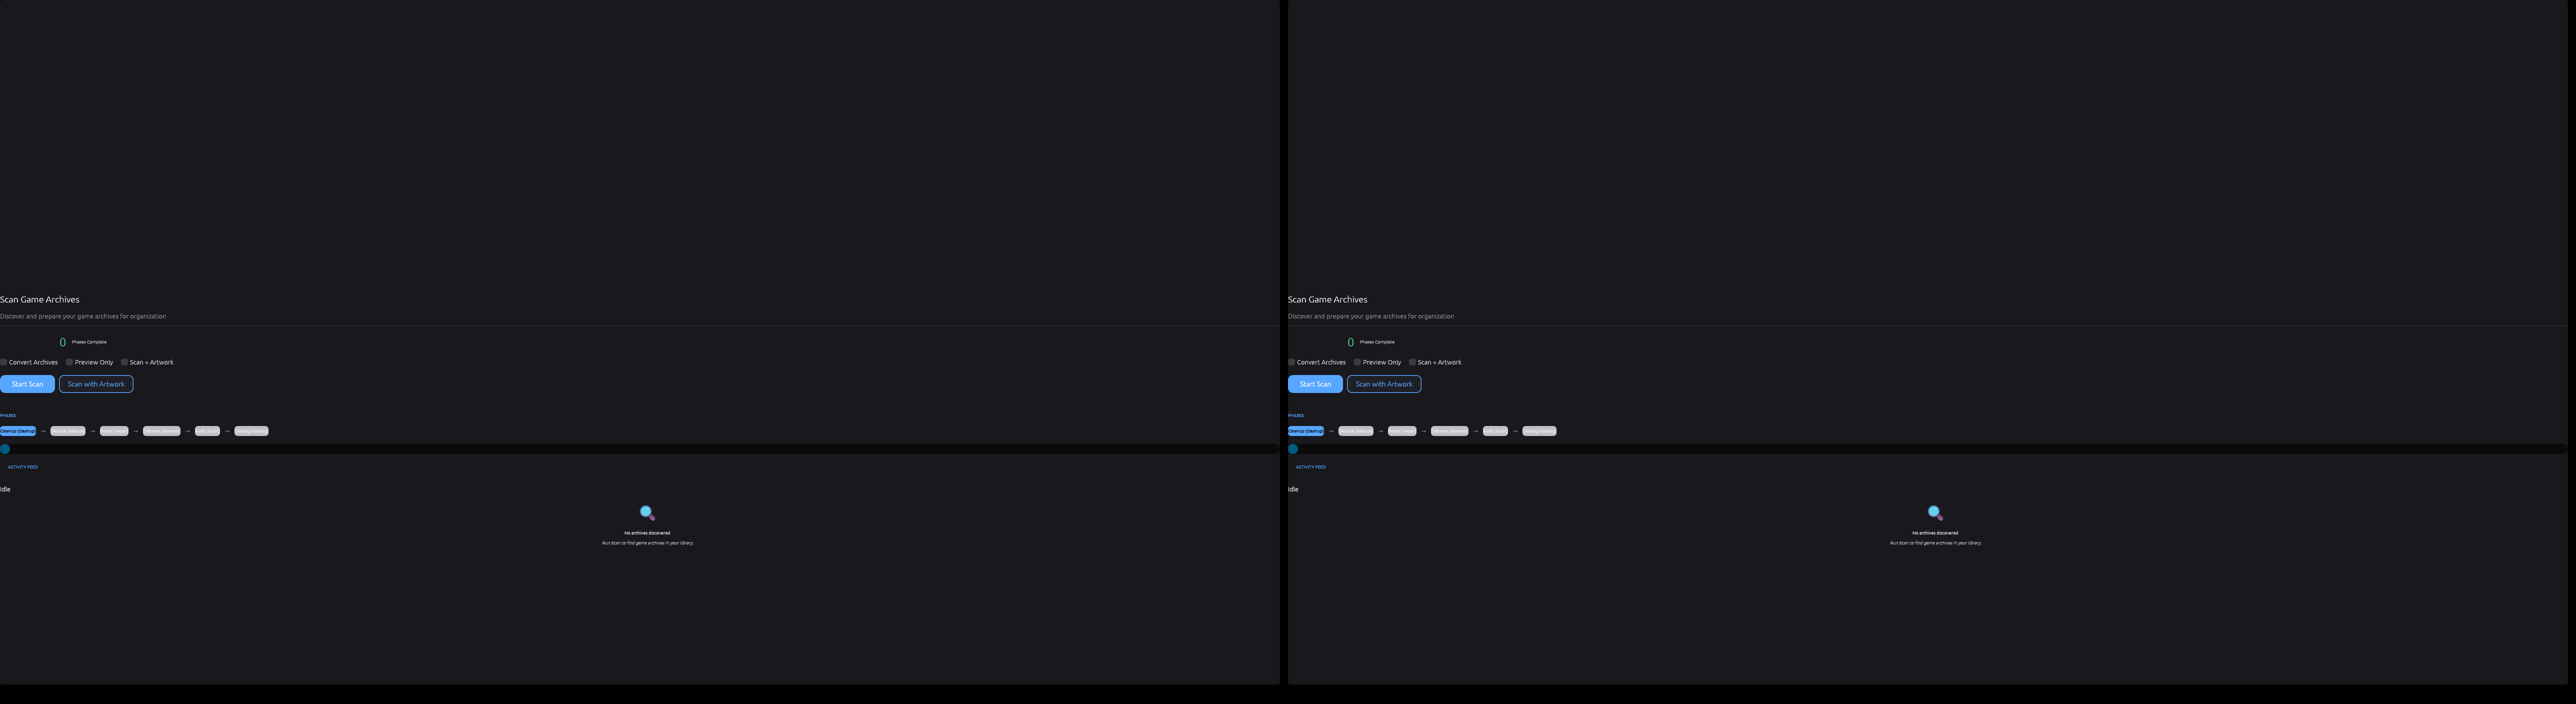 Scan Game Archives
Discover and prepare your game archives for organization
0 Phases Complete
Convert Archives Preview Only Scan + Artwork
Start Scan Scan with Artwork
PHASES
Cleanup (cleanup) → → → → →
ACTIVITY FEED
Idle
No archives discovered
Run Scan to find game archives in your library.
Scan Game Archives
Discover and prepare your game archives for organization
0 Phases Complete
Convert Archives Preview Only Scan + Artwork
Start Scan Scan with Artwork
PHASES
Cleanup (cleanup) → → → → →
ACTIVITY FEED
Idle
No archives discovered
Run Scan to find game archives in your library.